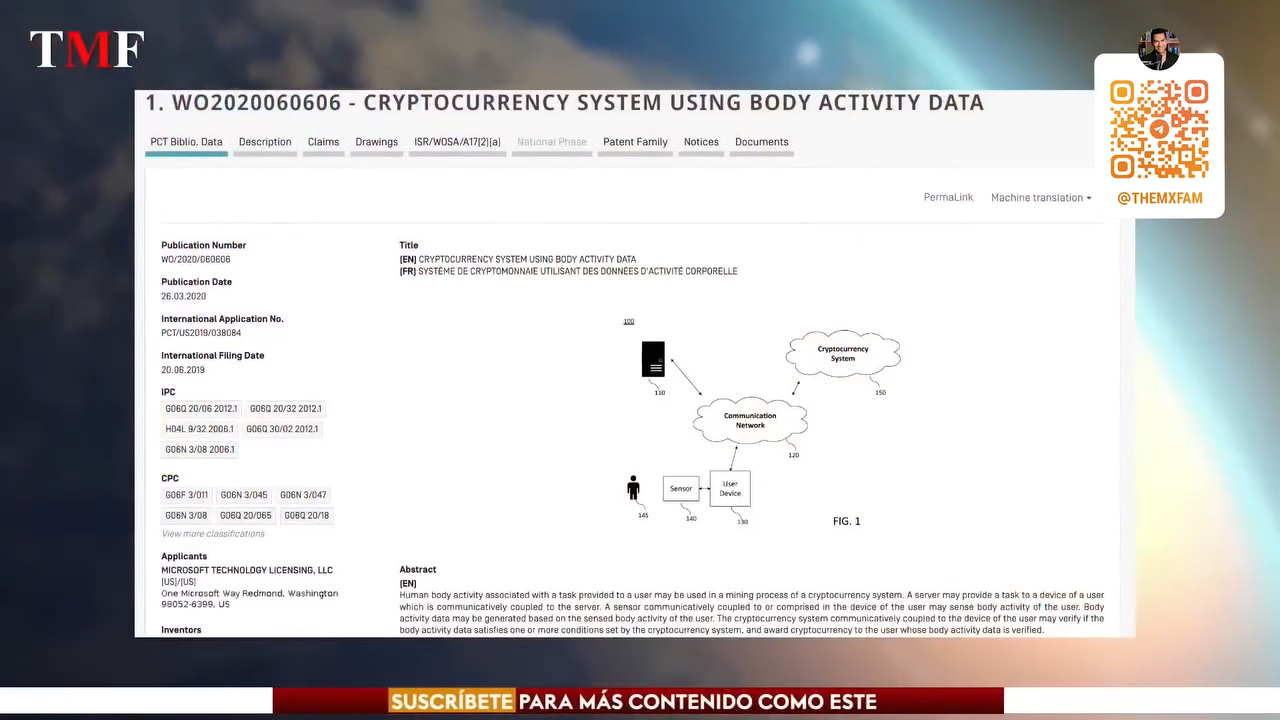 TMF
1. WO2020060606 - CRYPTOCURRENCY SYSTEM USING BODY ACTIVITY DATA
PCT Biblio. Data Description Claims Drawings ISR/WOSA/A17(2)(a) National Phase Patent Family Notices Documents
@THEMXFAM
PermaLink Machine translation
Publication Number
WO/2020/060606
Publication Date
26.03.2020
International Application No.
PCT/US2019/038084
International Filing Date
20.06.2019
IPC
G06Q 20/06 2012.1 G06Q 20/32 2012.1
H04L 9/32 2006.1 G06Q 30/02 2012.1
G06N 3/08 2006.1
CPC
G06F 3/011 G06N 3/045 G06N 3/047
G06N 3/08 G06Q 20/065 G06Q 20/18
View more classifications
Applicants
MICROSOFT TECHNOLOGY LICENSING, LLC
[US]/[US]
One Microsoft Way Redmond, Washington
98052-6399, US
Inventors
Title
[EN] CRYPTOCURRENCY SYSTEM USING BODY ACTIVITY DATA
[FR] SYSTÈME DE CRYPTOMONNAIE UTILISANT DES DONNÉES D'ACTIVITÉ CORPORELLE
100
110
Cryptocurrency
System
150
Communication
Network
120
145
Sensor
140
User
Device
130
FIG. 1
Abstract
(EN)
Human body activity associated with a task provided to a user may be used in a mining process of a cryptocurrency system. A server may provide a task to a device of a user
which is communicatively coupled to the server. A sensor communicatively coupled to or comprised in the device of the user may sense body activity of the user. Body
activity data may be generated based on the sensed body activity of the user. The cryptocurrency system communicatively coupled to the device of the user may verify if the
body activity data satisfies one or more conditions set by the cryptocurrency system, and award cryptocurrency to the user whose body activity data is verified.
SUSCRÍBETE PARA MÁS CONTENIDO COMO ESTE